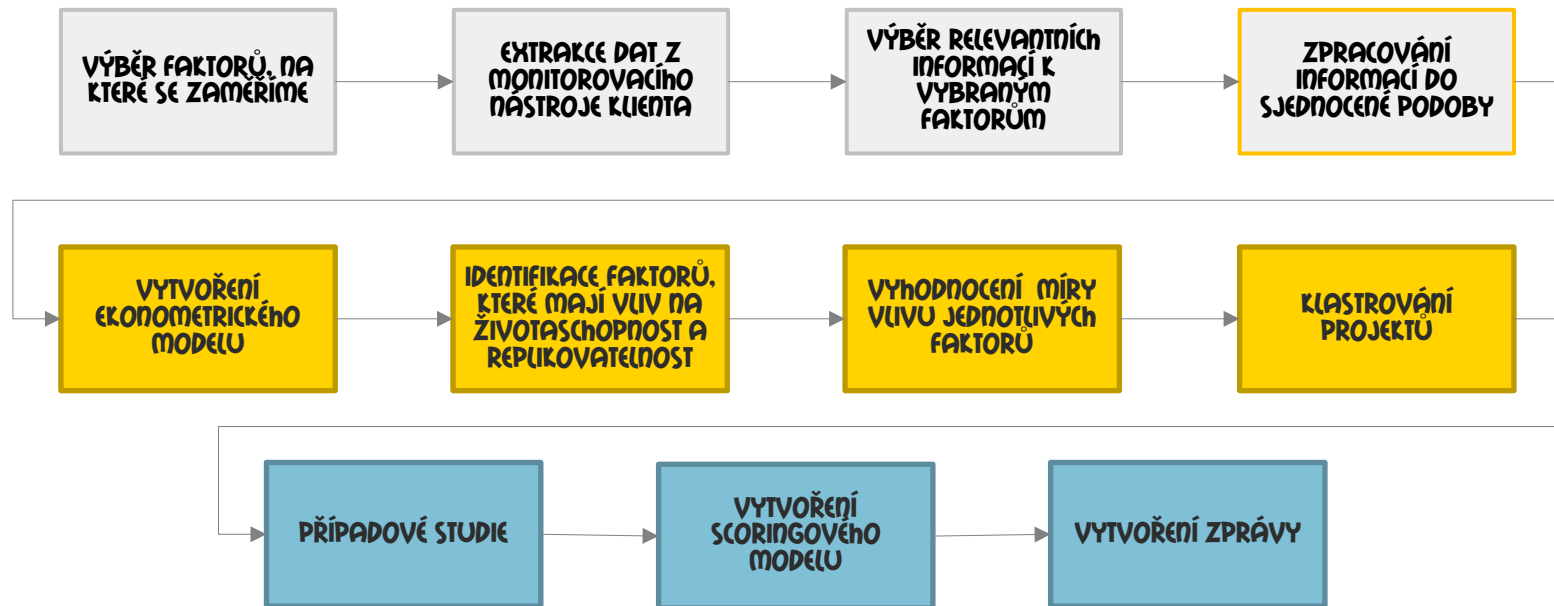 VÝBĚR FAKTORŮ, NA
KTERÉ SE ZAMĚŘÍME
EXTRAKCE DAT Z
MONITOROVACÍHO
NÁSTROJE KLIENTA
VÝBĚR RELEVANTNÍCH
INFORMACÍ K
VYBRANÝM
FAKTORŮM
ZPRACOVÁNÍ
INFORMACÍ DO
SJEDNOCENÉ PODOBY
VYTVOŘENÍ
EKONOMETRICKÉHO
MODELU
IDENTIFIKACE FAKTORŮ,
KTERÉ MAJÍ VLIV NA
ŽIVOTASCHOPNOST A
REPLIKOVATELNOST
VYHODNOCENÍ MÍRY
VLIVU JEDNOTLIVÝCH
FAKTORŮ
KLASTROVÁNÍ
PROJEKTŮ
PŘÍPADOVÉ STUDIE
VYTVOŘENÍ
SCORINGOVÉHO
MODELU
VYTVOŘENÍ ZPRÁVY